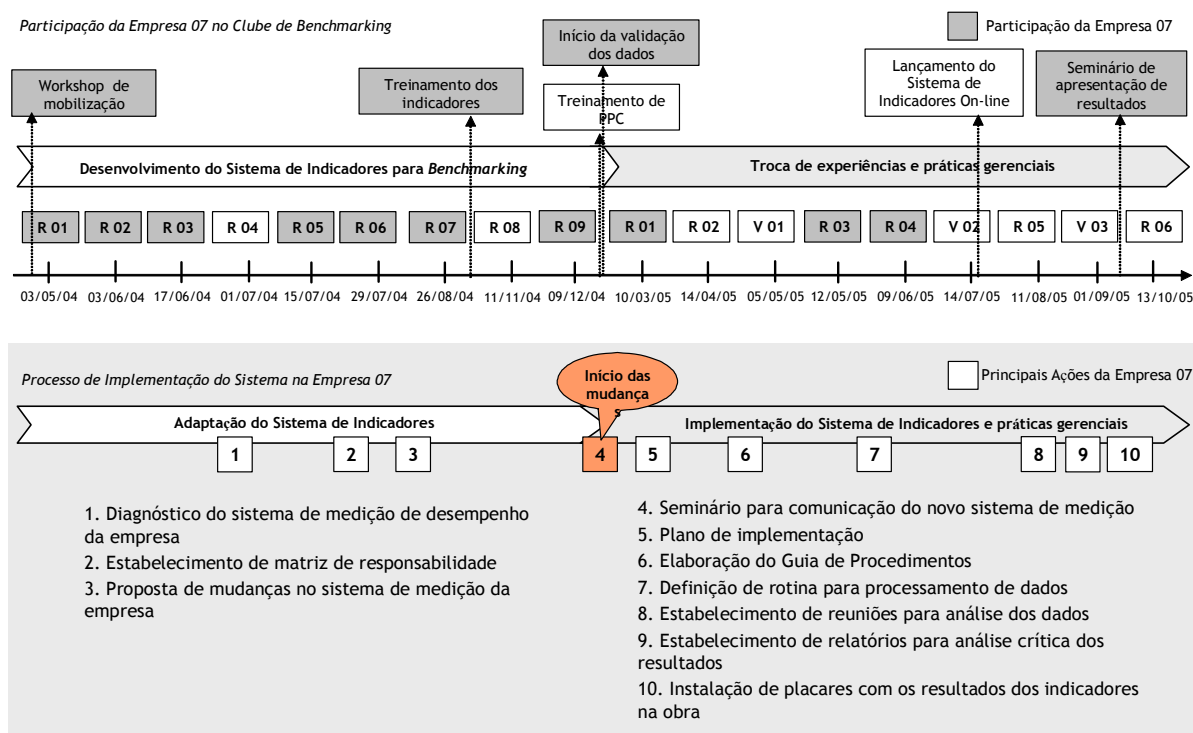 Participação da Empresa 07 no Clube de Benchmarking
Participação da Empresa 07
Workshop de
mobilização
Treinamento dos
indicadores
Início da validação
dos dados
Treinamento de
PPC
Lançamento do
Sistema de
Indicadores On-line
Seminário de
apresentação de
resultados
Desenvolvimento do Sistema de Indicadores para Benchmarking
Troca de experiências e práticas gerenciais
R 01 R 02 R 03 R 04 R 05 R 06 R 07 R 08 R 09 R 01 R 02 V 01 R 03 R 04 V 02 R 05 V 03 R 06
03/05/04 03/06/04 17/06/04 01/07/04 15/07/04 29/07/04 26/08/04 11/11/04 09/12/04 10/03/05 14/04/05 05/05/05 12/05/05 09/06/05 14/07/05 11/08/05 01/09/05 13/10/05
Processo de Implementação do Sistema na Empresa 07
Principais Ações da Empresa 07
Início das
mudança
s
Adaptação do Sistema de Indicadores
Implementação do Sistema de Indicadores e práticas gerenciais
1 2 3 4 5 6 7 8 9 10
1. Diagnóstico do sistema de medição de desempenho
da empresa
2. Estabelecimento de matriz de responsabilidade
3. Proposta de mudanças no sistema de medição da
empresa
4. Seminário para comunicação do novo sistema de medição
5. Plano de implementação
6. Elaboração do Guia de Procedimentos
7. Definição de rotina para processamento de dados
8. Estabelecimento de reuniões para análise dos dados
9. Estabelecimento de relatórios para análise crítica dos
resultados
10. Instalação de placares com os resultados dos indicadores
na obra